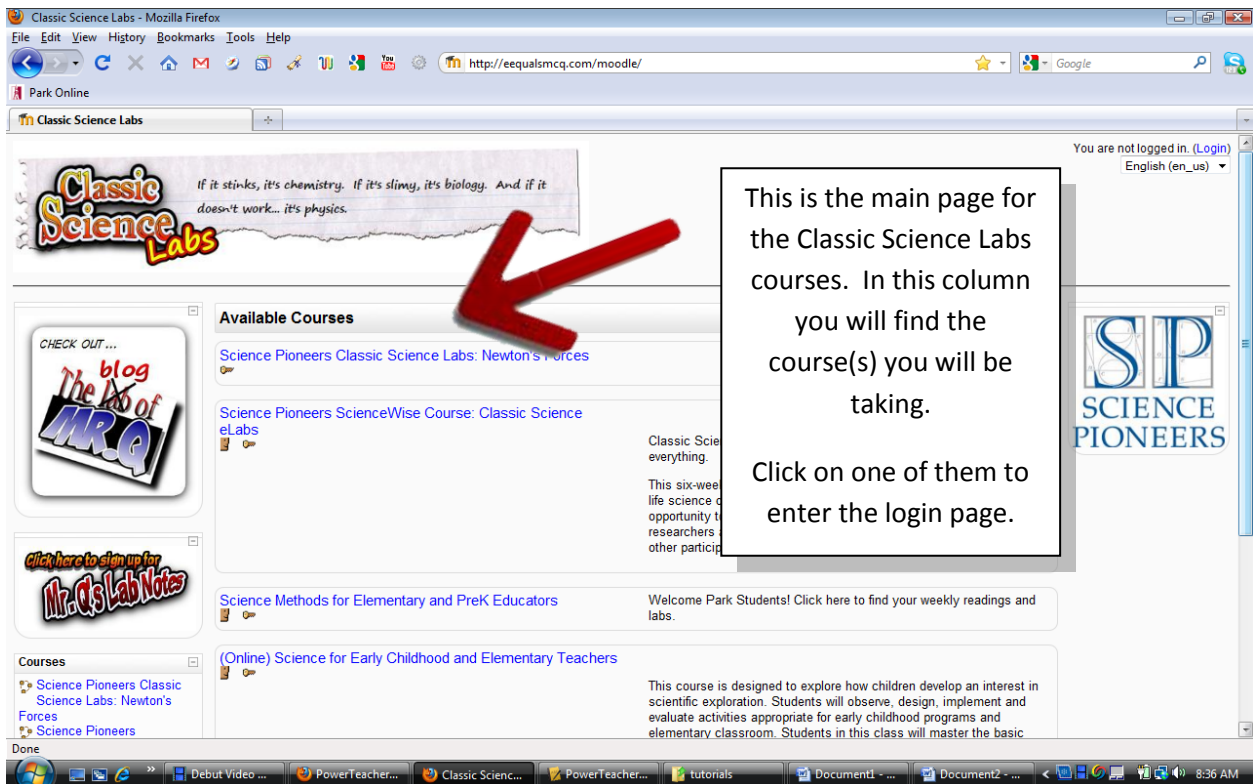 Classic Science Labs - Mozilla Firefox
File Edit View History Bookmarks Tools Help
http://eequalsmcq.com/moodle/
Google
Park Online
Classic Science Labs
You are not logged in. (Login)
English (en_us)
Classic
Science
Labs
If it stinks, it's chemistry. If it's slimy, it's biology. And if it
doesn't work... it's physics.
This is the main page for
the Classic Science Labs
courses. In this column
you will find the
course(s) you will be
taking.
Click on one of them to
enter the login page.
CHECK OUT...
blog
The lab of
MR.Q
Click here to sign up for
Mr.Q's Lab Notes
Courses
Science Pioneers Classic
Science Labs: Newton's
Forces
Science Pioneers
Available Courses
Science Pioneers Classic Science Labs: Newton's Forces
Science Pioneers ScienceWise Course: Classic Science
eLabs
Classic Scie
everything.
This six-wee
life science
opportunity t
researchers
other particip
Science Methods for Elementary and PreK Educators
Welcome Park Students! Click here to find your weekly readings and
labs.
(Online) Science for Early Childhood and Elementary Teachers
This course is designed to explore how children develop an interest in
scientific exploration. Students will observe, design, implement and
evaluate activities appropriate for early childhood programs and
elementary classroom. Students in this class will master the basic
SP
SCIENCE
PIONEERS
Done
Debut Video ...
PowerTeacher...
Classic Scienc...
PowerTeacher...
tutorials
Document1 - ...
Document2 - ...
8:36 AM